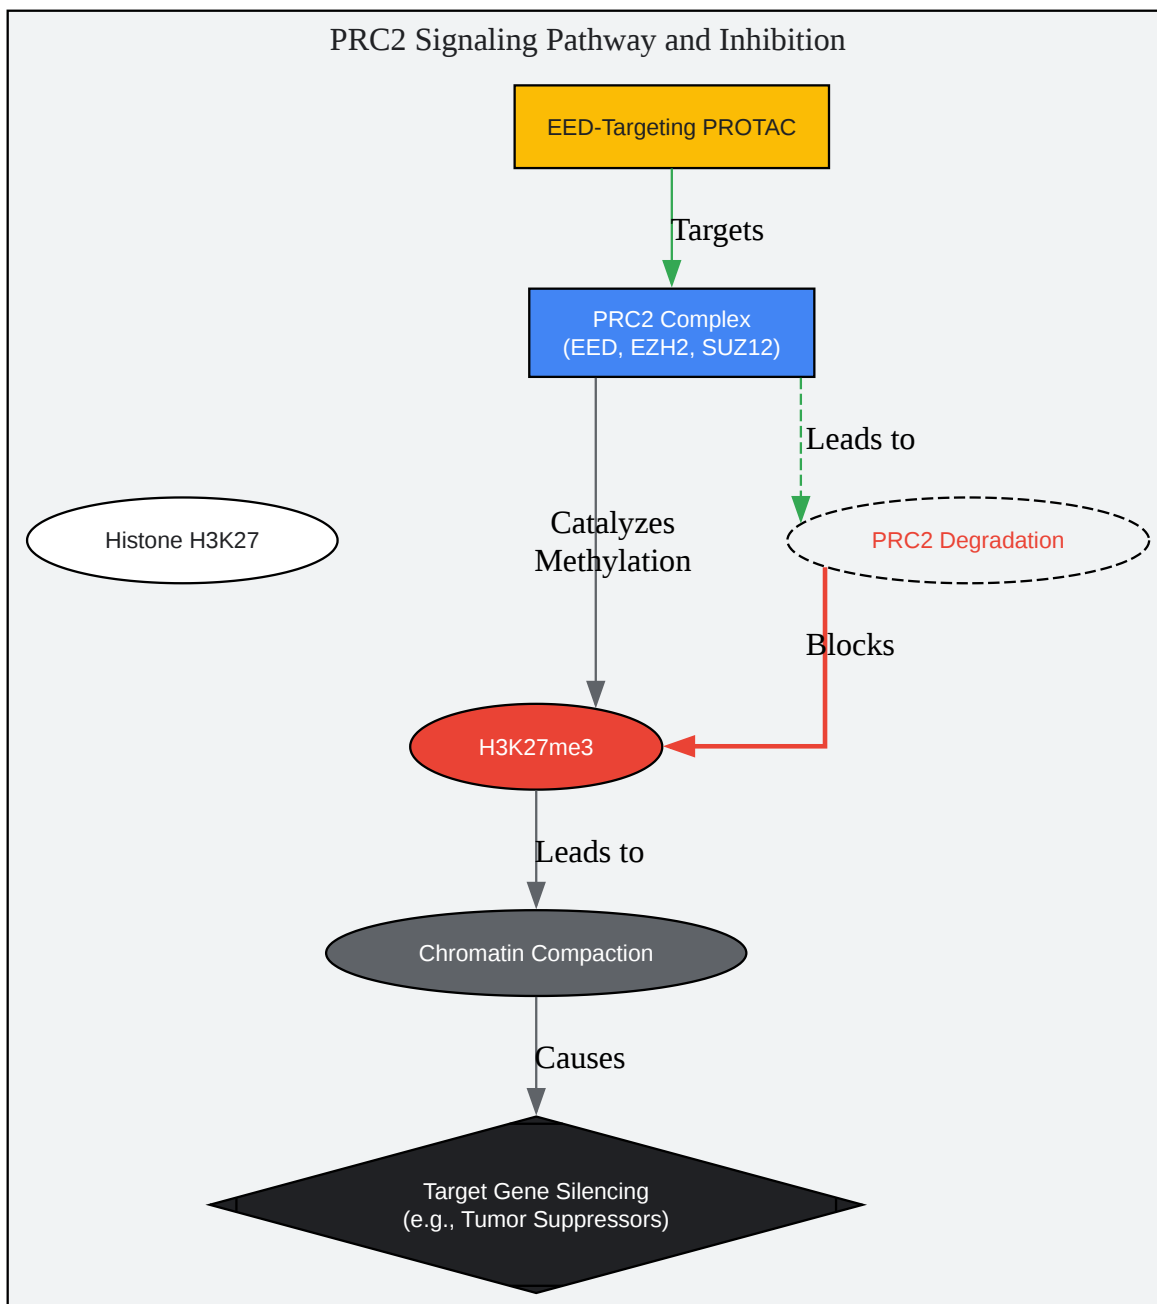 PRC2 Signaling Pathway and Inhibition
EED-Targeting PROTAC
Targets
PRC2 Complex
(EED, EZH2, SUZ12)
Leads to
Catalyzes
Methylation
Histone H3K27
PRC2 Degradation
Blocks
H3K27me3
Leads to
Chromatin Compaction
Causes
Target Gene Silencing
(e.g., Tumor Suppressors)